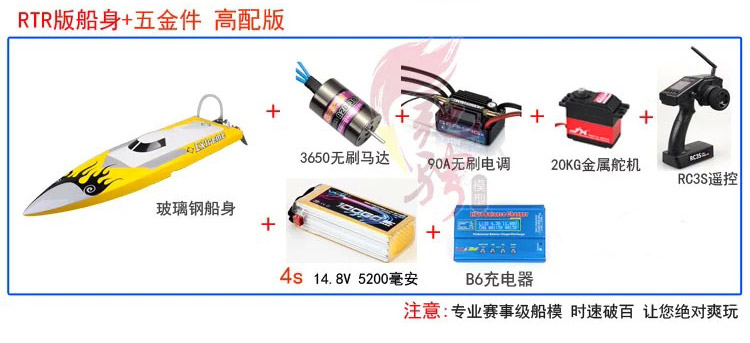 RTR版船身+五金件 高配版
+ + + +
3650无刷马达 90A无刷电调 20KG金属舵机 RC3S遥控
玻璃钢船身
+ +
4s 14.8V 5200毫安 B6充电器
注意:专业赛事级船模 时速破百 让您绝对爽玩